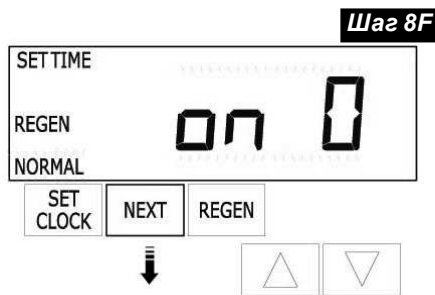 Шаг 8F
SET TIME
REGEN on 0
NORMAL
SET CLOCK NEXT REGEN